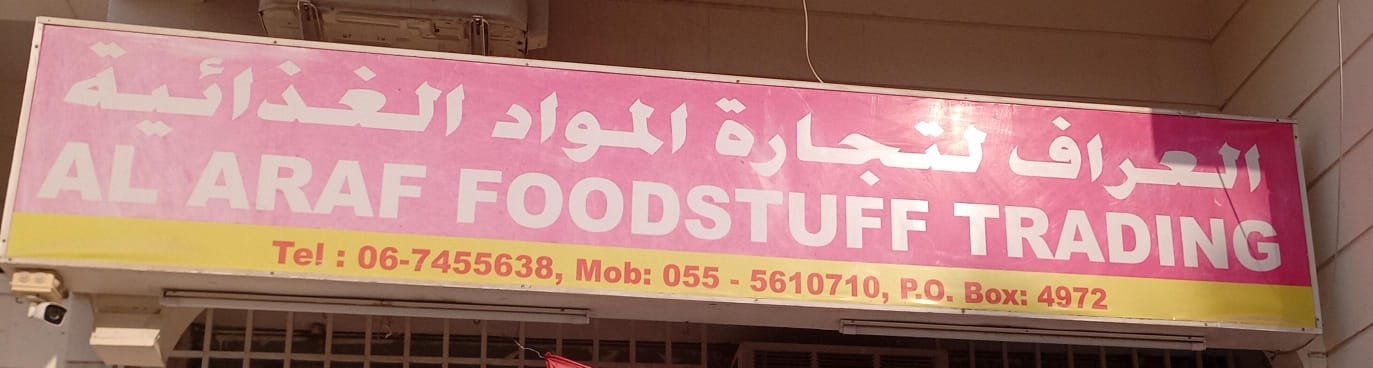 العراف لتجارة المواد الغذائية
AL ARAF FOODSTUFF TRADING
Tel : 06-7455638, Mob: 055 - 5610710, P.O. Box: 4972